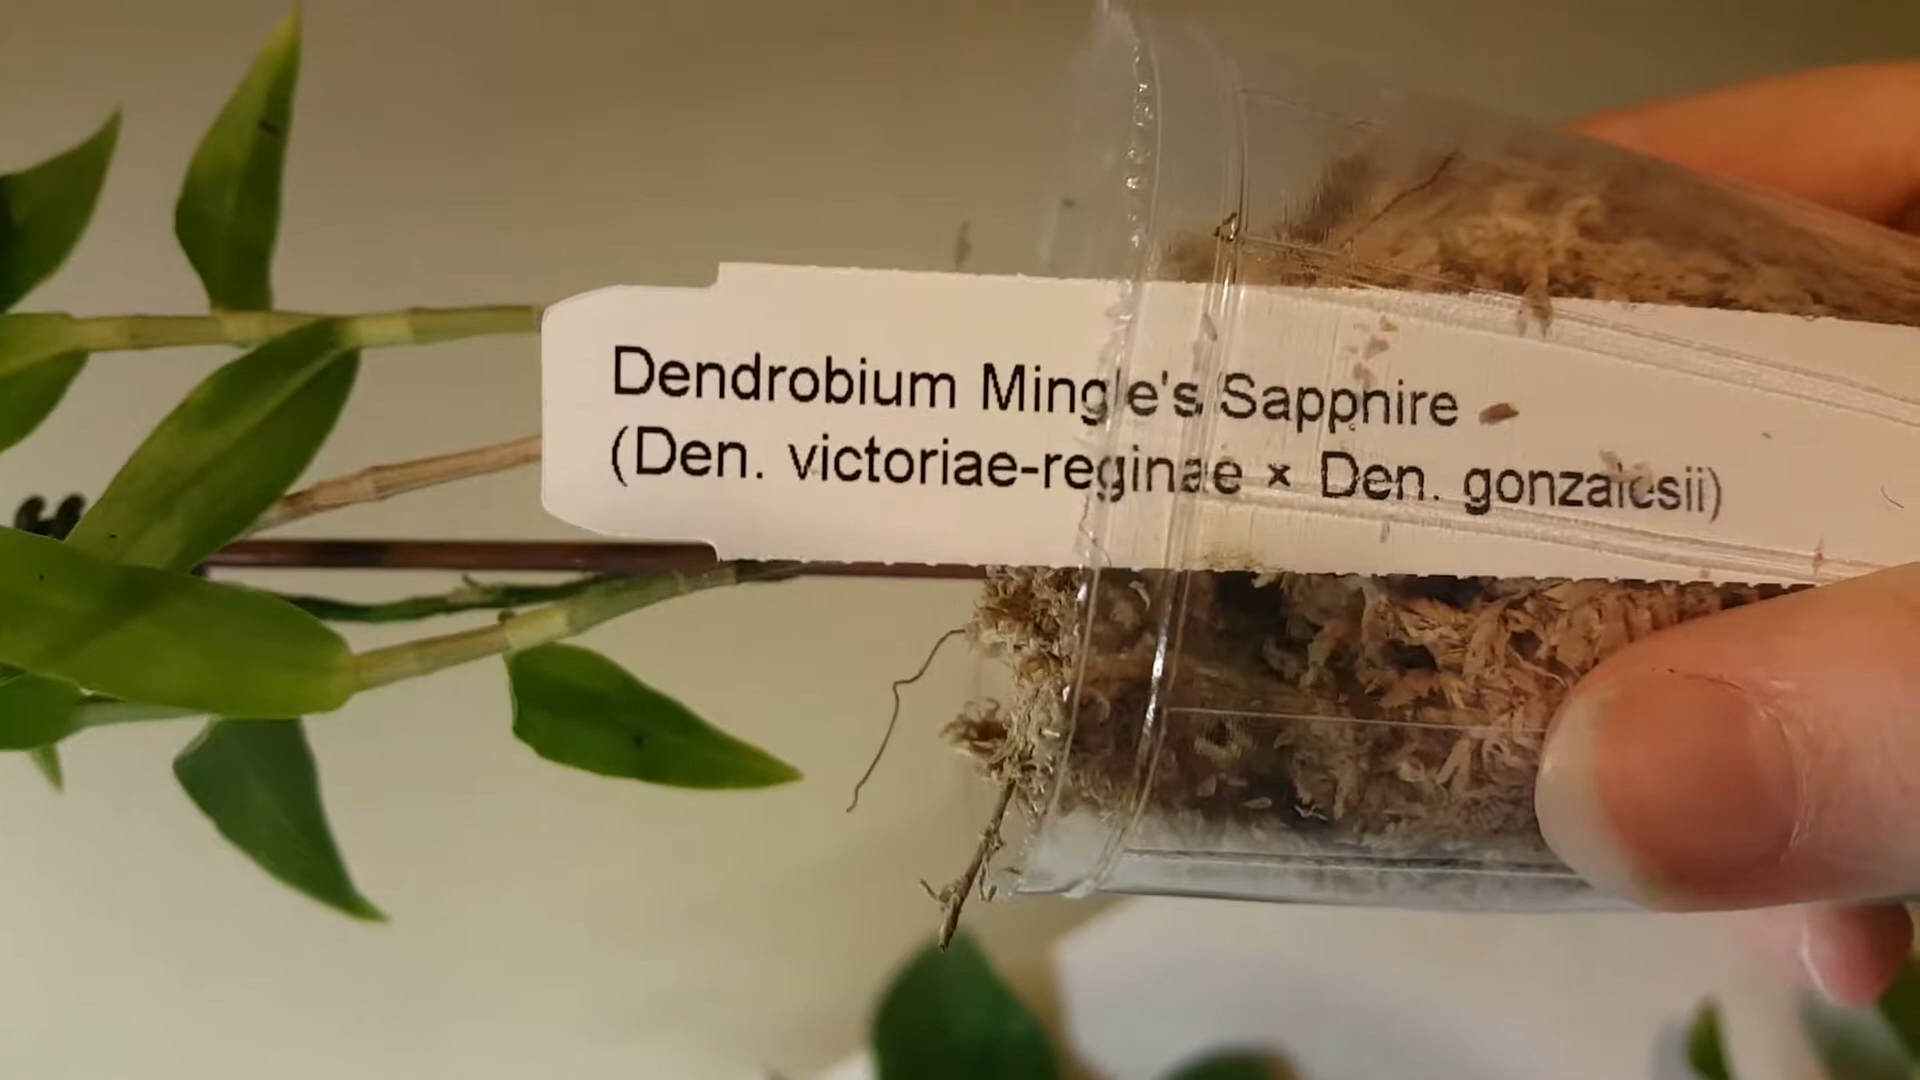 Dendrobium Mingle's Sapphire
(Den. victoriae-reginae × Den. gonzalesii)